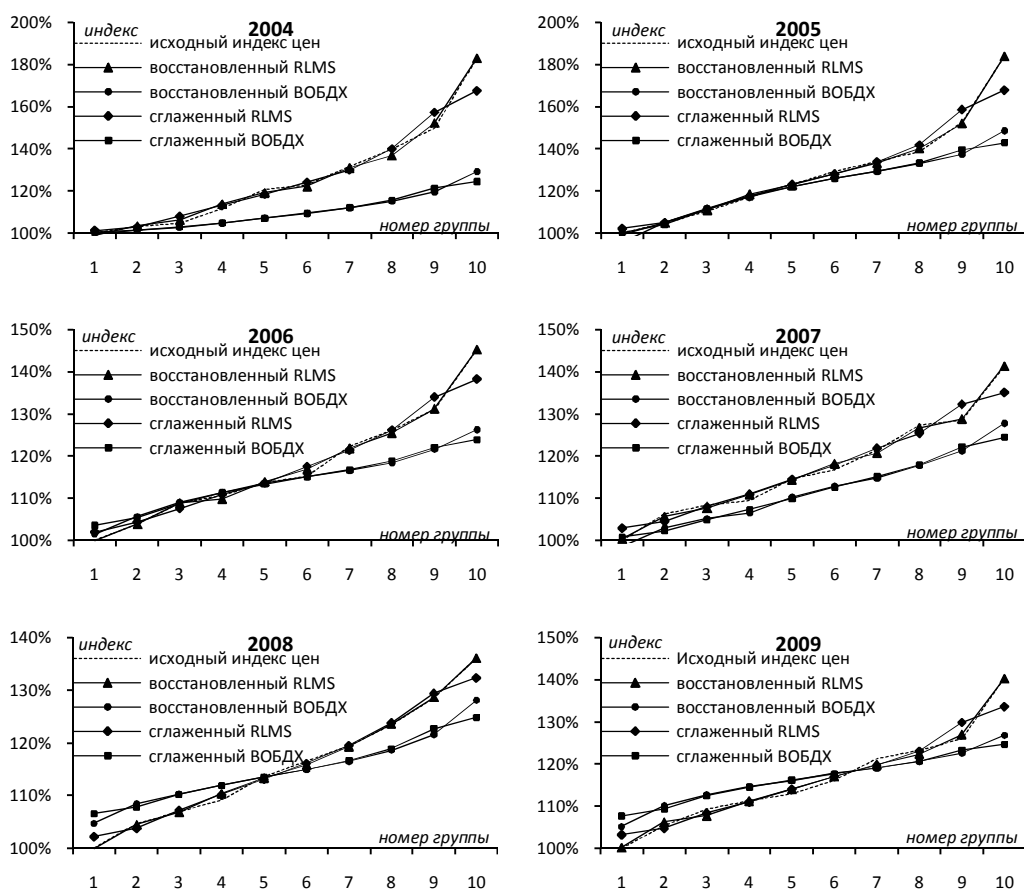 200%
индекс
2004
исходный индекс цен
180%
восстановленный RLMS
160%
восстановленный ВОБДХ
сглаженный RLMS
140%
сглаженный ВОБДХ
120%
номер группы
100%
1 2 3 4 5 6 7 8 9 10
200%
индекс
2005
исходный индекс цен
180%
восстановленный RLMS
160%
восстановленный ВОБДХ
сглаженный RLMS
140%
сглаженный ВОБДХ
120%
номер группы
100%
1 2 3 4 5 6 7 8 9 10
150%
индекс
2006
исходный индекс цен
140%
восстановленный RLMS
130%
восстановленный ВОБДХ
сглаженный RLMS
120%
сглаженный ВОБДХ
110%
номер группы
100%
1 2 3 4 5 6 7 8 9 10
150%
индекс
2007
исходный индекс цен
140%
восстановленный RLMS
130%
восстановленный ВОБДХ
сглаженный RLMS
120%
сглаженный ВОБДХ
110%
номер группы
100%
1 2 3 4 5 6 7 8 9 10
140%
индекс
2008
исходный индекс цен
восстановленный RLMS
130%
восстановленный ВОБДХ
сглаженный RLMS
120%
сглаженный ВОБДХ
110%
номер группы
100%
1 2 3 4 5 6 7 8 9 10
150%
индекс
2009
Исходный индекс цен
140%
восстановленный RLMS
130%
восстановленный ВОБДХ
сглаженный RLMS
120%
сглаженный ВОБДХ
110%
номер группы
100%
1 2 3 4 5 6 7 8 9 10